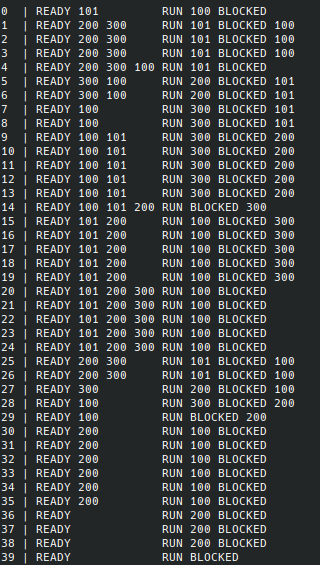 0  | READY 101         RUN 100 BLOCKED
1  | READY 200 300     RUN 101 BLOCKED 100
2  | READY 200 300     RUN 101 BLOCKED 100
3  | READY 200 300     RUN 101 BLOCKED 100
4  | READY 200 300 100 RUN 101 BLOCKED
5  | READY 300 100     RUN 200 BLOCKED 101
6  | READY 300 100     RUN 200 BLOCKED 101
7  | READY 100         RUN 300 BLOCKED 101
8  | READY 100         RUN 300 BLOCKED 101
9  | READY 100 101     RUN 300 BLOCKED 200
10 | READY 100 101     RUN 300 BLOCKED 200
11 | READY 100 101     RUN 300 BLOCKED 200
12 | READY 100 101     RUN 300 BLOCKED 200
13 | READY 100 101     RUN 300 BLOCKED 200
14 | READY 100 101 200 RUN BLOCKED 300
15 | READY 101 200     RUN 100 BLOCKED 300
16 | READY 101 200     RUN 100 BLOCKED 300
17 | READY 101 200     RUN 100 BLOCKED 300
18 | READY 101 200     RUN 100 BLOCKED 300
19 | READY 101 200     RUN 100 BLOCKED 300
20 | READY 101 200 300 RUN 100 BLOCKED
21 | READY 101 200 300 RUN 100 BLOCKED
22 | READY 101 200 300 RUN 100 BLOCKED
23 | READY 101 200 300 RUN 100 BLOCKED
24 | READY 101 200 300 RUN 100 BLOCKED
25 | READY 200 300     RUN 101 BLOCKED 100
26 | READY 200 300     RUN 101 BLOCKED 100
27 | READY 300         RUN 200 BLOCKED 100
28 | READY 100         RUN 300 BLOCKED 200
29 | READY 100         RUN BLOCKED 200
30 | READY 200         RUN 100 BLOCKED
31 | READY 200         RUN 100 BLOCKED
32 | READY 200         RUN 100 BLOCKED
33 | READY 200         RUN 100 BLOCKED
34 | READY 200         RUN 100 BLOCKED
35 | READY 200         RUN 100 BLOCKED
36 | READY             RUN 200 BLOCKED
37 | READY             RUN 200 BLOCKED
38 | READY             RUN 200 BLOCKED
39 | READY             RUN BLOCKED